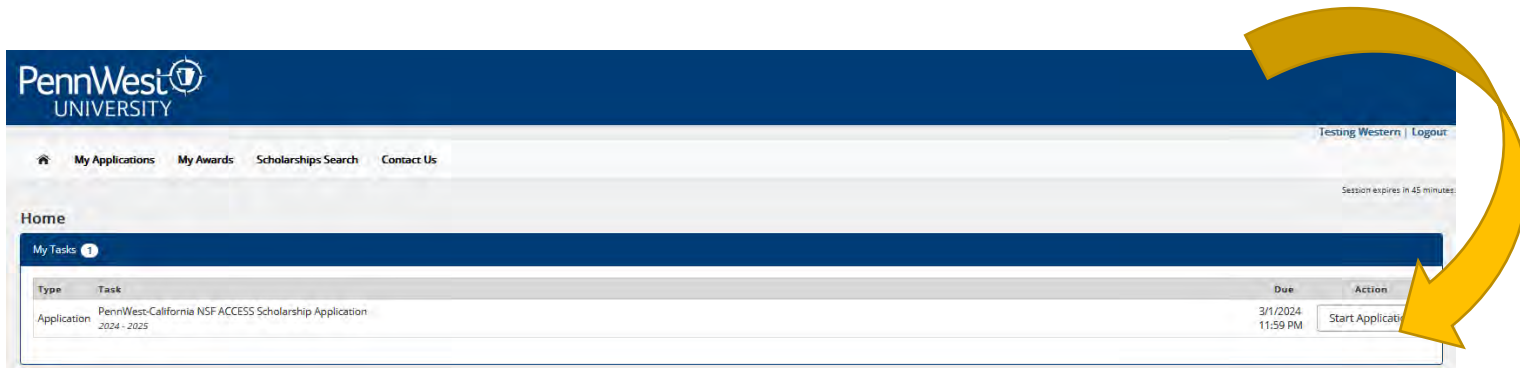 PennWest
UNIVERSITY
Testing Western | Logout
My Applications My Awards Scholarships Search Contact Us
Session expires in 45 minutes.
Home
My Tasks 1
Type Task Due Action
Application PennWest-California NSF ACCESS Scholarship Application 3/1/2024 Start
2024 - 2025 11:59 PM